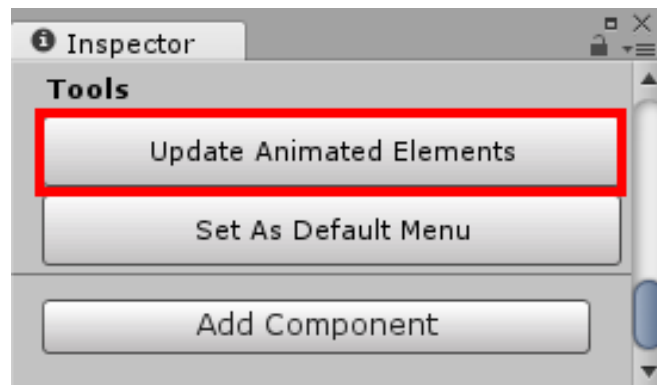 Inspector
Tools
Update Animated Elements
Set As Default Menu
Add Component